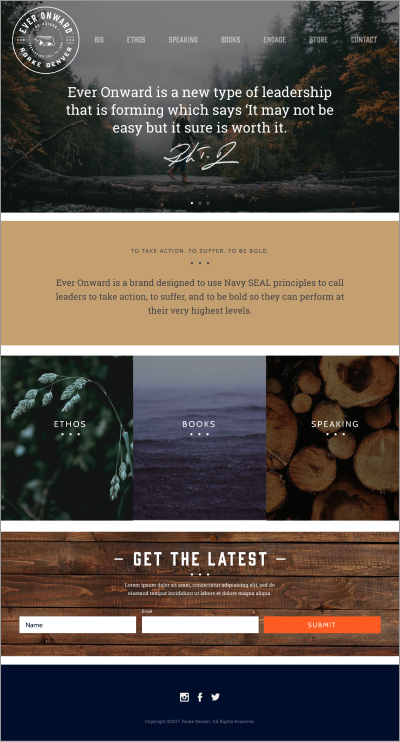 EVER ONWARD
RORKE DENVER
BIO ETHOS SPEAKING BOOKS ENGAGE STORE CONTACT
Ever Onward is a new type of leadership
that is forming which says ‘It may not be
easy but it sure is worth it.
TO TAKE ACTION. TO SUFFER. TO BE BOLD.
Ever Onward is a brand designed to use Navy SEAL principles to call
leaders to take action, to suffer, and to be bold so they can perform at
their very highest levels.
ETHOS BOOKS SPEAKING
– GET THE LATEST –
Lorem ipsum dolor sit amet, consectetur adipisicing elit, sed do
eiusmod tempor incididunt ut labore et dolore magna aliqua.
Email
Name
SUBMIT
Copyright ©2017. Rorke Denver. All Rights Reserved.